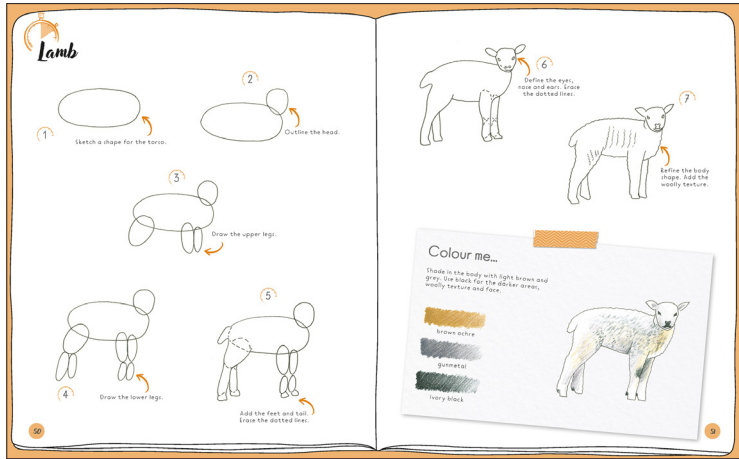 Lamb
1
Sketch a shape for the torso.
2
Outline the head.
3
Draw the upper legs.
4
Draw the lower legs.
5
Add the feet and tail.
Erase the dotted lines.
50
6
Define the eyes,
nose and ears. Erase
the dotted lines.
7
Refine the body
shape. Add the
woolly texture.
Colour me...
Shade in the body with light brown and
grey. Use black for the darker areas,
woolly texture and face.
brown ochre
gunmetal
ivory black
51